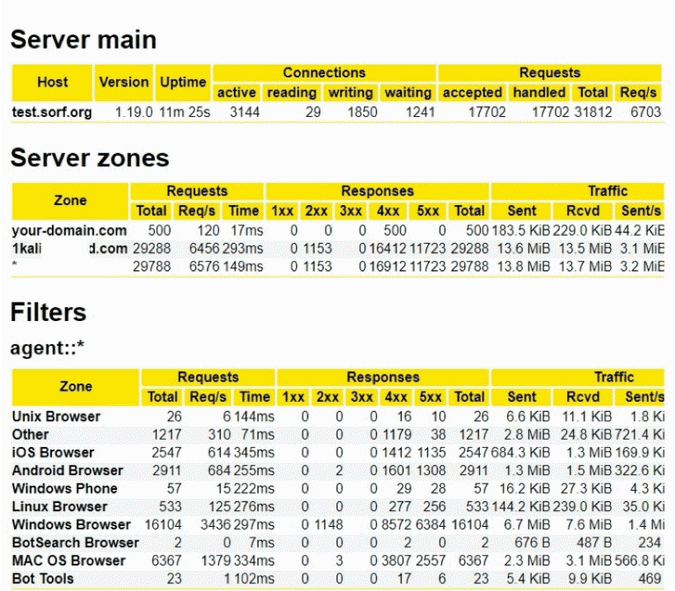 Server main
Host Version Uptime Connections Requests
active reading writing waiting accepted handled Total Req/s
test.sorf.org 1.19.0 11m 25s 3144 29 1850 1241 17702 17702 31812 6703
Server zones
Zone Requests Responses Traffic
Total Req/s Time 1xx 2xx 3xx 4xx 5xx Total Sent Rcvd Sent/s
your-domain.com 500 120 17ms 0 0 0 500 0 500 183.5 KiB 229.0 KiB 44.2 KiB
1kali d.com 29288 6456 293ms 0 1153 0 16412 11723 29288 13.6 MiB 13.5 MiB 3.1 MiE
* 29788 6576 149ms 0 1153 0 16912 11723 29788 13.8 MiB 13.7 MiB 3.2 MiE
Filters
agent::*
Zone Requests Responses Traffic
Total Req/s Time 1xx 2xx 3xx 4xx 5xx Total Sent Rcvd Sent/s
Unix Browser 26 6 144ms 0 0 0 16 10 26 6.6 KiB 11.1 KiB 1.8 Ki
Other 1217 310 71ms 0 0 0 1179 38 1217 2.8 MiB 24.8 KiB 721.4 Ki
iOS Browser 2547 614 345ms 0 0 0 1412 1135 2547 684.3 KiB 1.3 MiB 169.9 Ki
Android Browser 2911 684 255ms 0 2 0 1601 1308 2911 1.3 MiB 1.5 MiB 322.6 Ki
Windows Phone 57 15 222ms 0 0 0 29 28 57 16.2 KiB 27.3 KiB 4.3 Ki
Linux Browser 533 125 276ms 0 0 0 277 256 533 144.2 KiB 239.0 KiB 35.0 Ki
Windows Browser 16104 3436 297ms 0 1148 0 8572 6384 16104 6.7 MiB 7.6 MiB 1.4 Mi
BotSearch Browser 2 0 7ms 0 0 0 2 0 2 676 B 487 B 234
MAC OS Browser 6367 1379 334ms 0 3 0 3807 2557 6367 2.3 MiB 3.1 MiB 566.8 Ki
Bot Tools 23 1 102ms 0 0 0 17 6 23 5.4 KiB 9.9 KiB 469